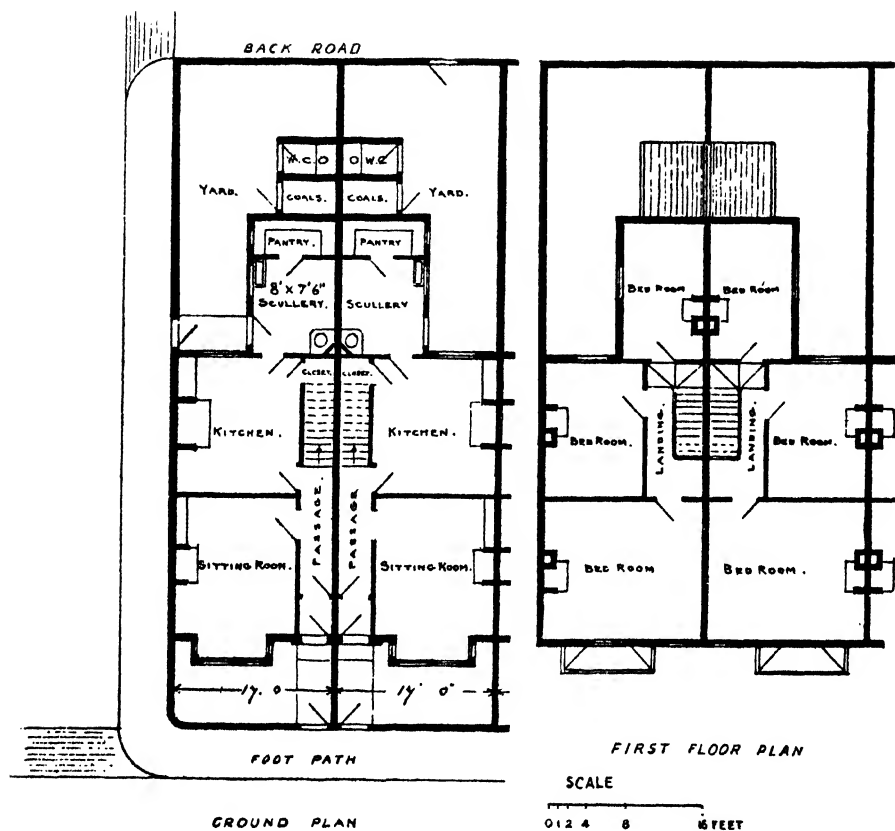 BACK ROAD
W.C. O O W.C
YARD. COALS. COALS. YARD.
PANTRY. PANTRY
8' x 7'6"
SCULLERY. SCULLERY
CLOSET. CLOSET.
KITCHEN. KITCHEN.
PASSAGE. PASSAGE
SITTING ROOM. SITTING ROOM.
17. 0 17' 0"
FOOT PATH
GROUND PLAN
BED ROOM BED ROOM
BED ROOM. LANDING. LANDING. BED ROOM.
BED ROOM BED ROOM.
FIRST FLOOR PLAN
SCALE
0 1 2 4 8 16 FEET